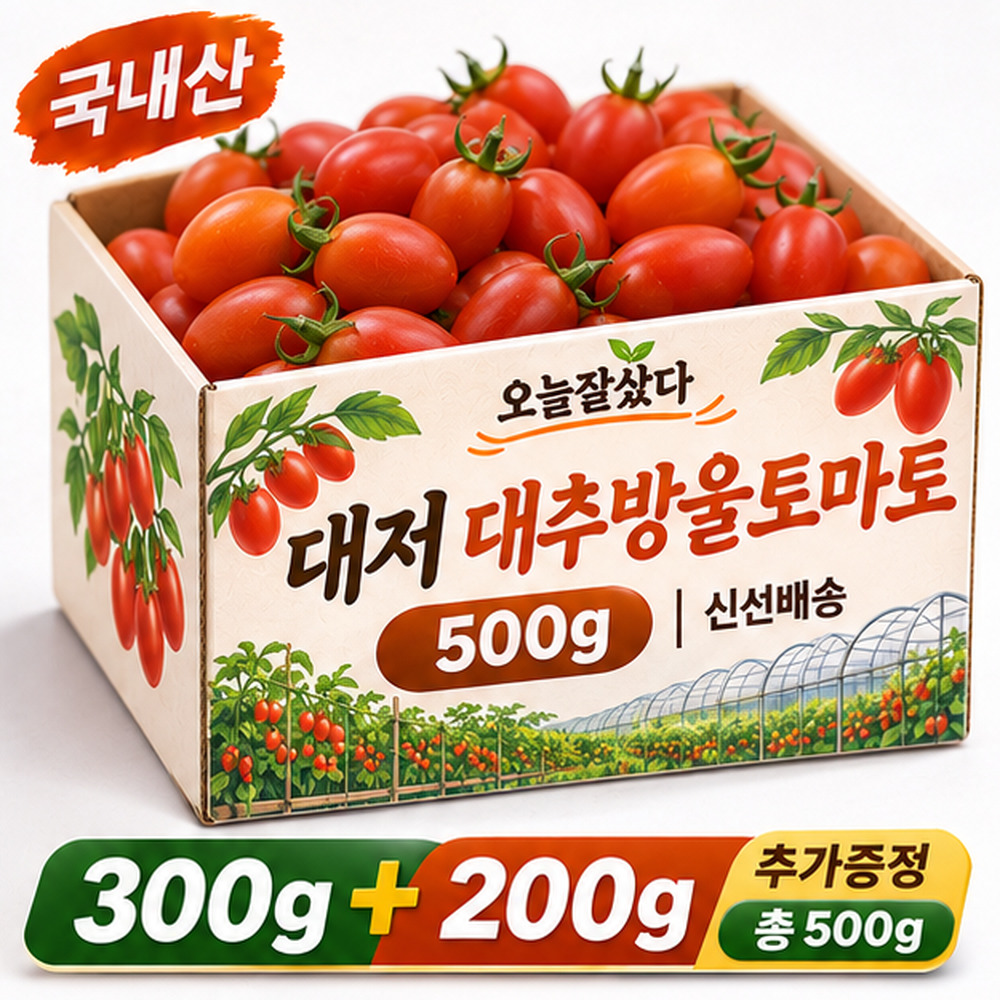 국내산
오늘잘샀다
대저 대추방울토마토
500g | 신선배송
300g + 200g
추가증정
총 500g